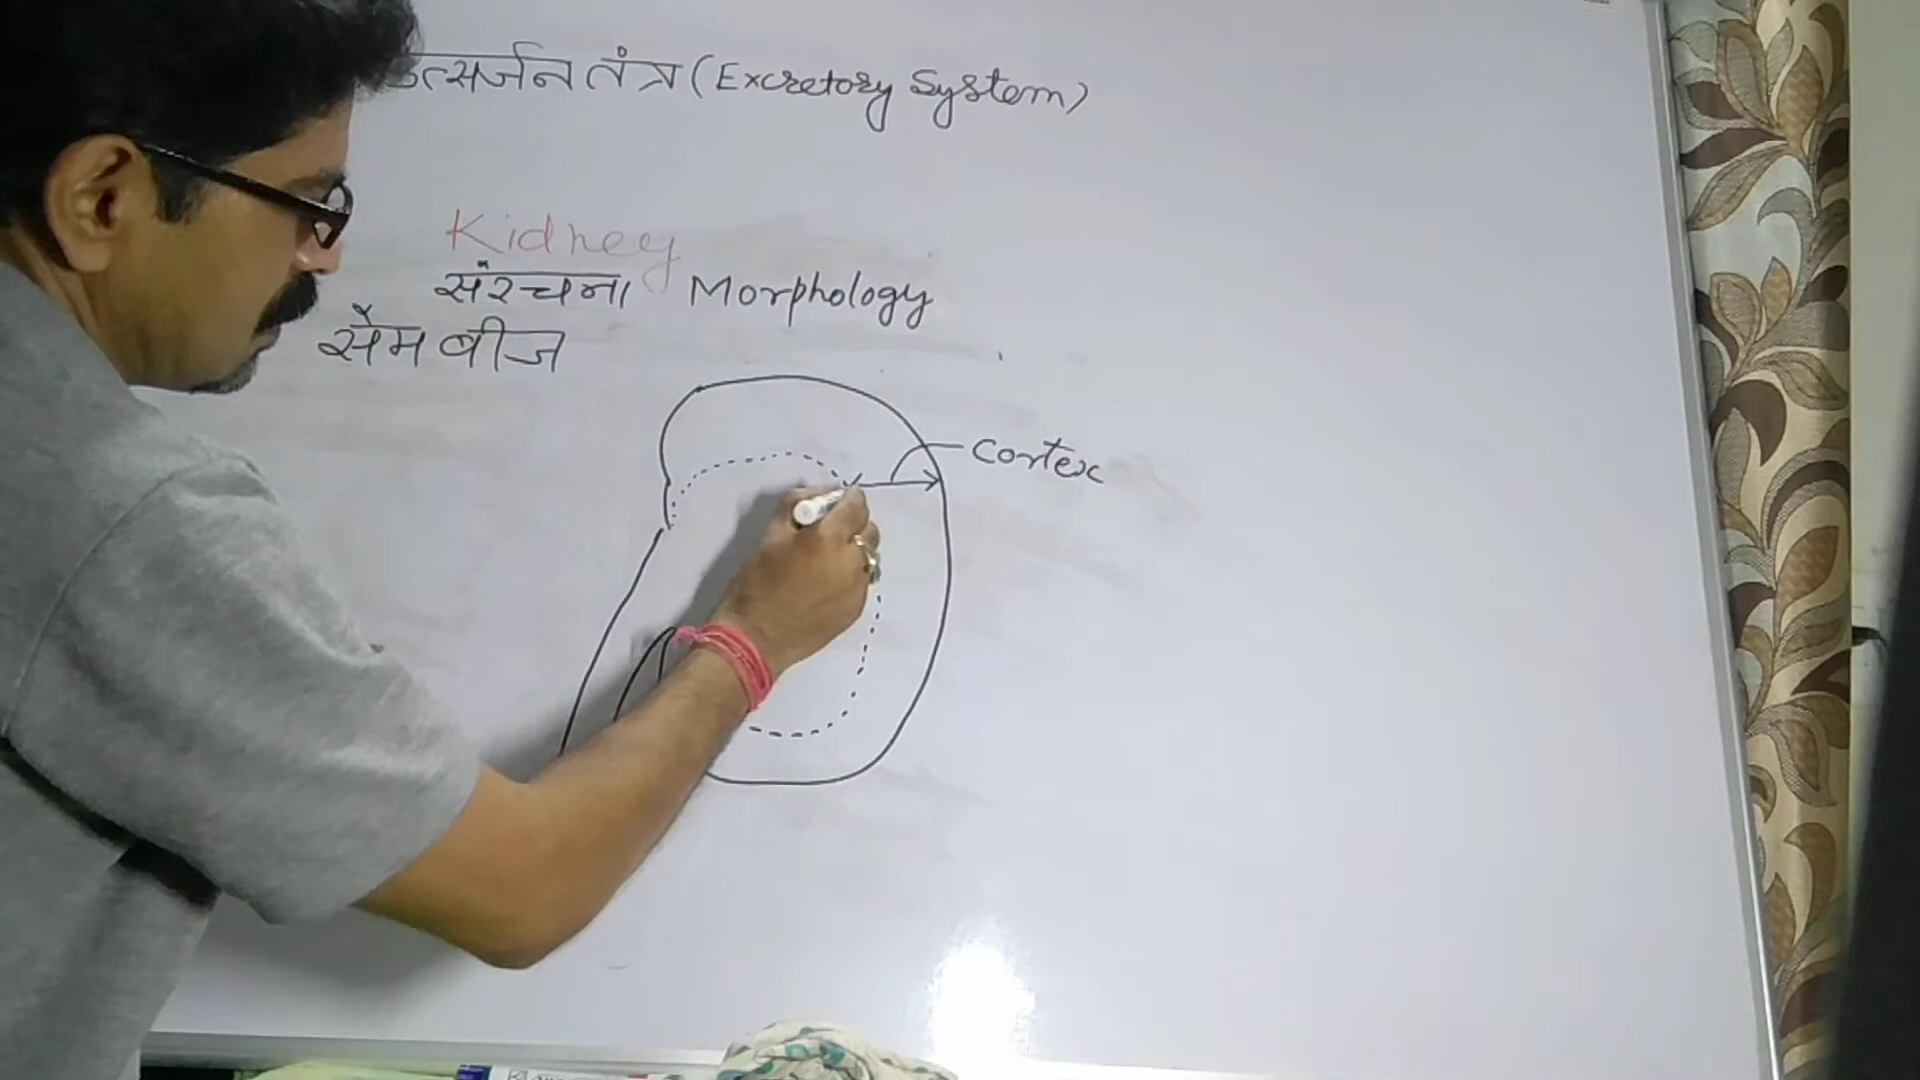 उत्सर्जन तंत्र (Excretory System)
Kidney
संरचना Morphology
सेम बीज
Cortex